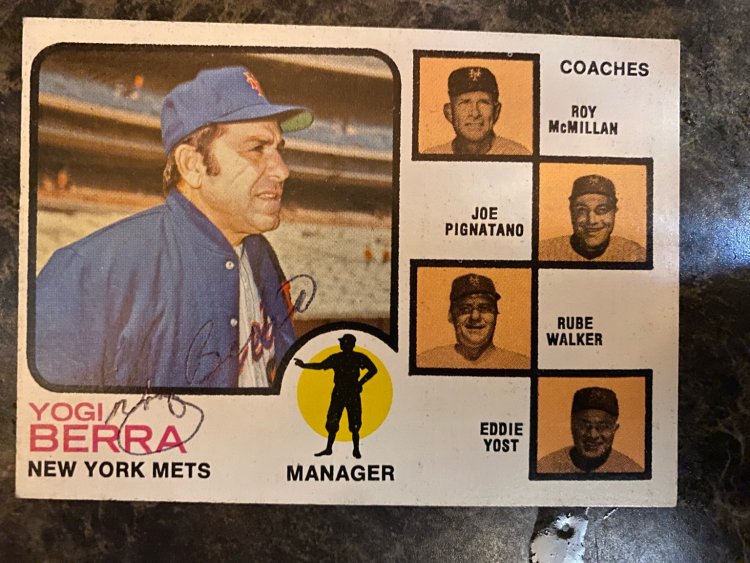 COACHES
ROY
McMILLAN
JOE
PIGNATANO
RUBE
WALKER
EDDIE
YOST
YOGI
BERRA
NEW YORK METS
MANAGER